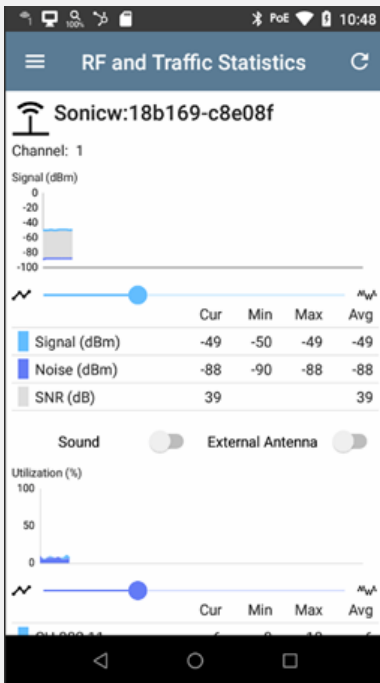 100% PoE 10:48
RF and Traffic Statistics
Sonicw:18b169-c8e08f
Channel: 1
Signal (dBm)
0
-20
-40
-60
-80
-100
Cur Min Max Avg
Signal (dBm) -49 -50 -49 -49
Noise (dBm) -88 -90 -88 -88
SNR (dB) 39 39
Sound External Antenna
Utilization (%)
100
50
0
Cur Min Max Avg